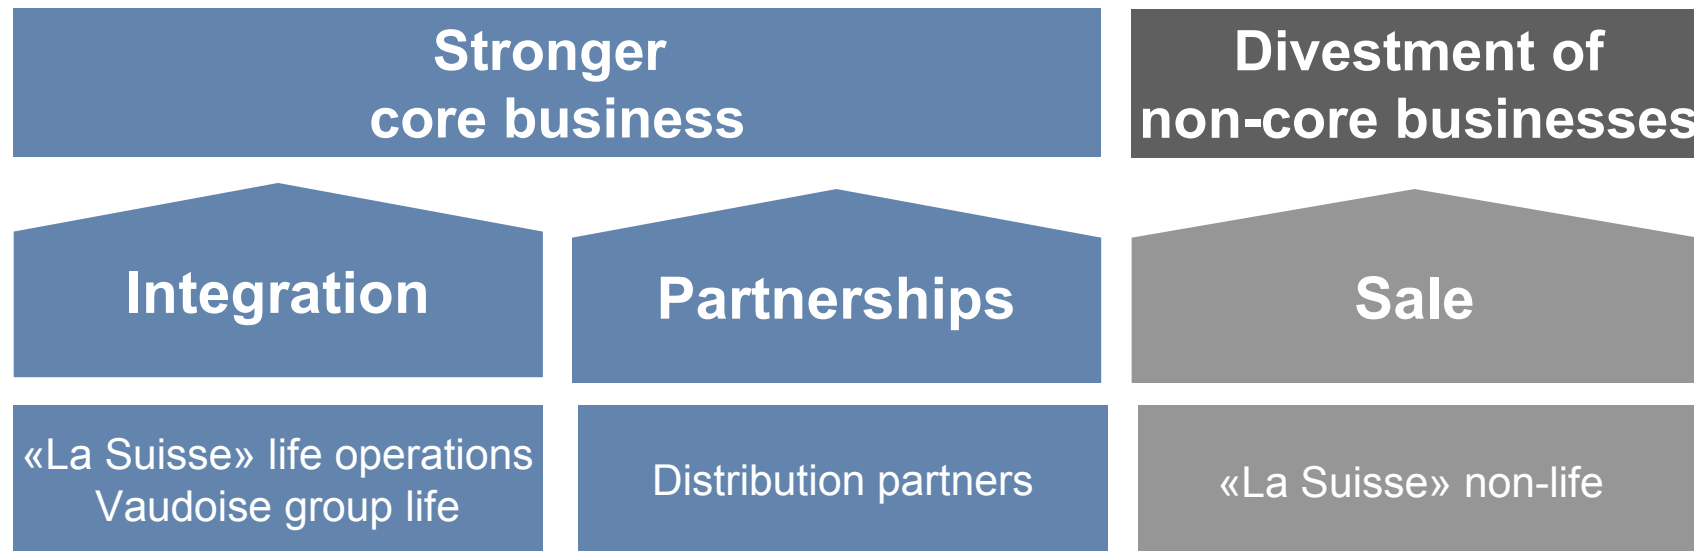 Stronger
core business
Divestment of
non-core businesses
Integration
Partnerships
Sale
«La Suisse» life operations
Vaudoise group life
Distribution partners
«La Suisse» non-life